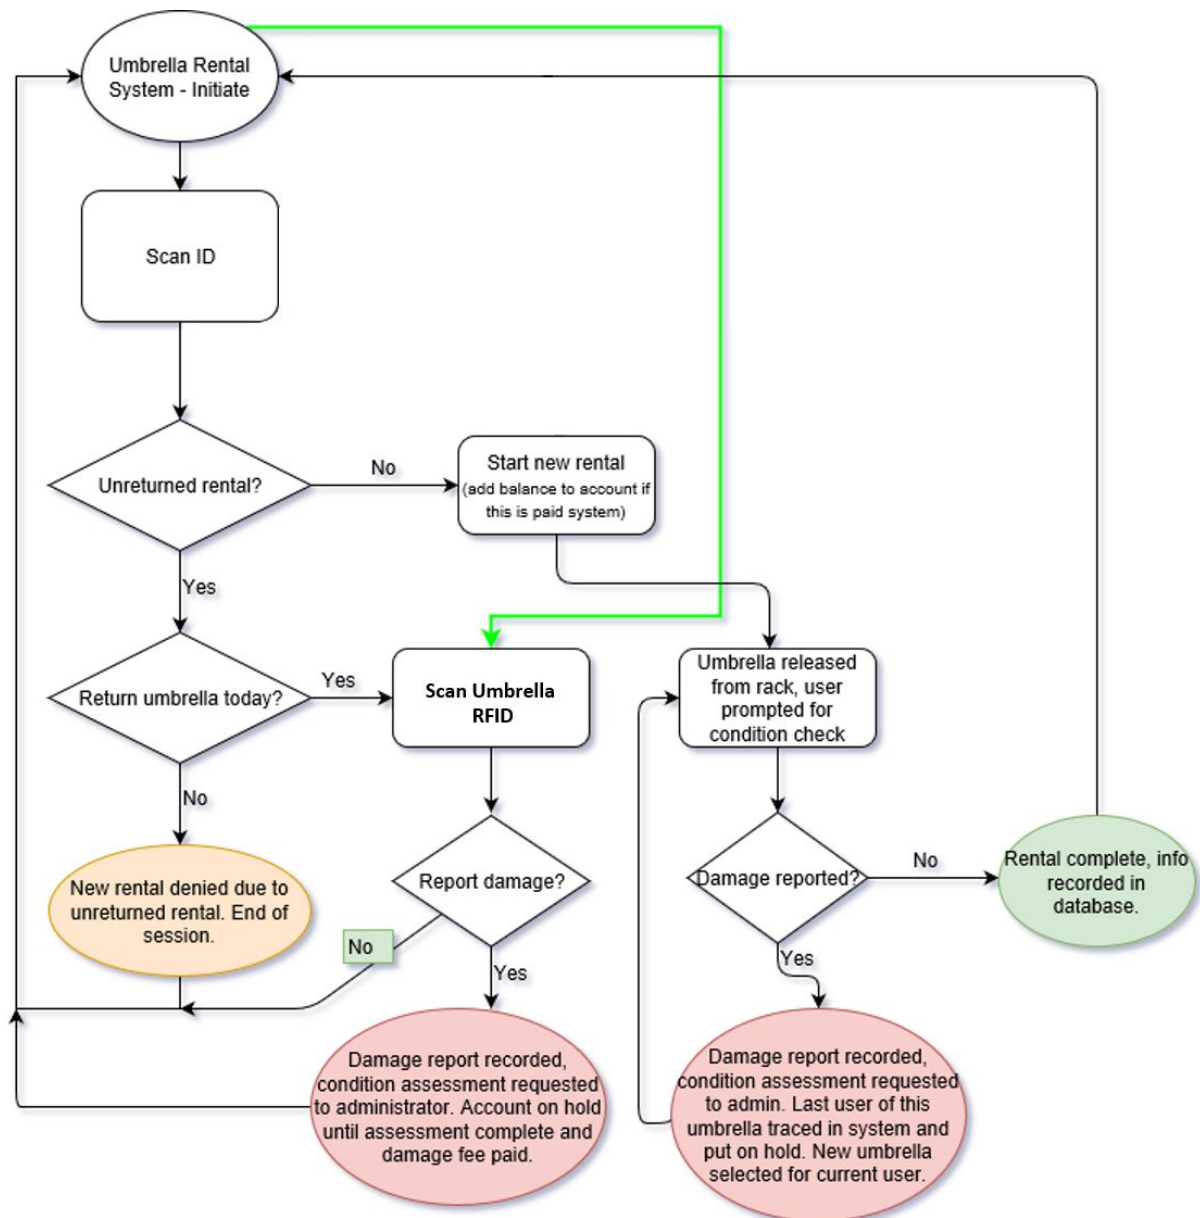 Umbrella Rental
System - Initiate
Scan ID
Unreturned rental?
No
Start new rental
(add balance to account if
this is paid system)
Yes
Return umbrella today?
Yes
Scan Umbrella
RFID
Umbrella released
from rack, user
prompted for
condition check
No
New rental denied due to
unreturned rental. End of
session.
Report damage?
No
Yes
Damage reported?
No
Rental complete, info
recorded in
database.
Yes
Damage report recorded,
condition assessment requested
to administrator. Account on hold
until assessment complete and
damage fee paid.
Damage report recorded,
condition assessment requested
to admin. Last user of this
umbrella traced in system and
put on hold. New umbrella
selected for current user.